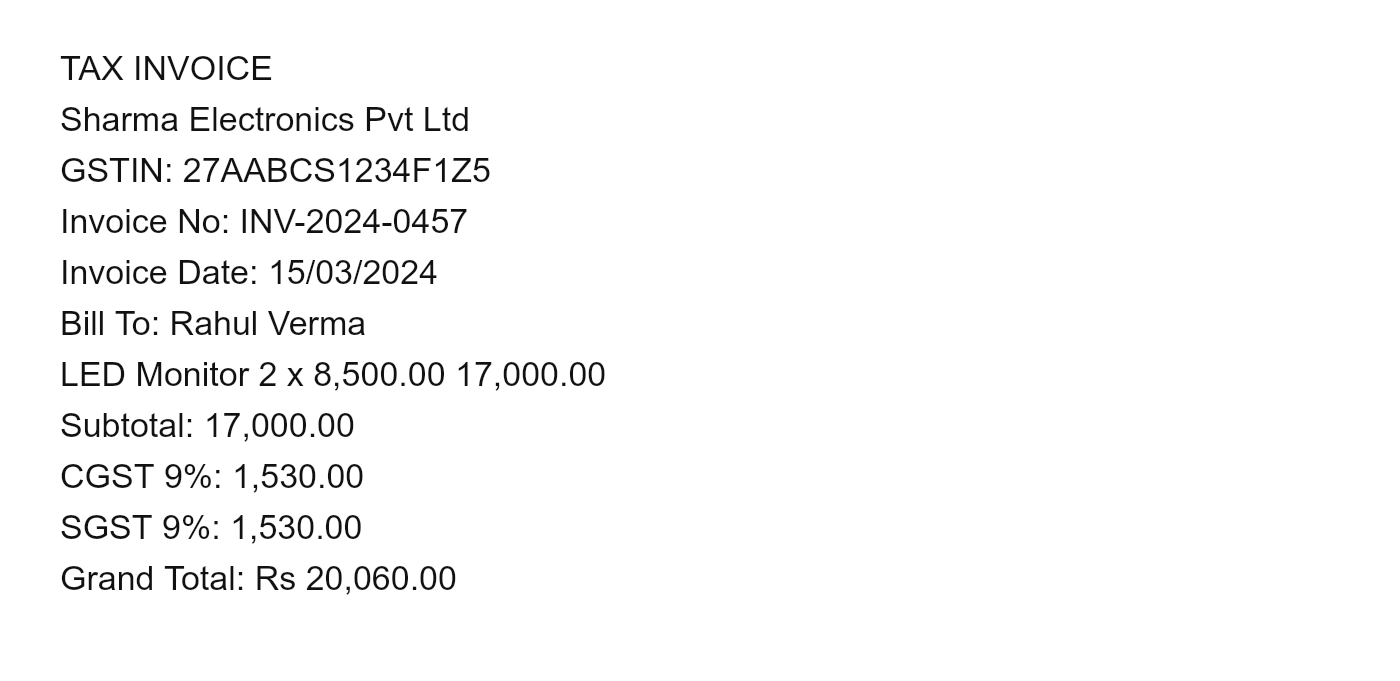 TAX INVOICE
Sharma Electronics Pvt Ltd
GSTIN: 27AABCS1234F1Z5
Invoice No: INV-2024-0457
Invoice Date: 15/03/2024
Bill To: Rahul Verma
LED Monitor 2 x 8,500.00 17,000.00
Subtotal: 17,000.00
CGST 9%: 1,530.00
SGST 9%: 1,530.00
Grand Total: Rs 20,060.00